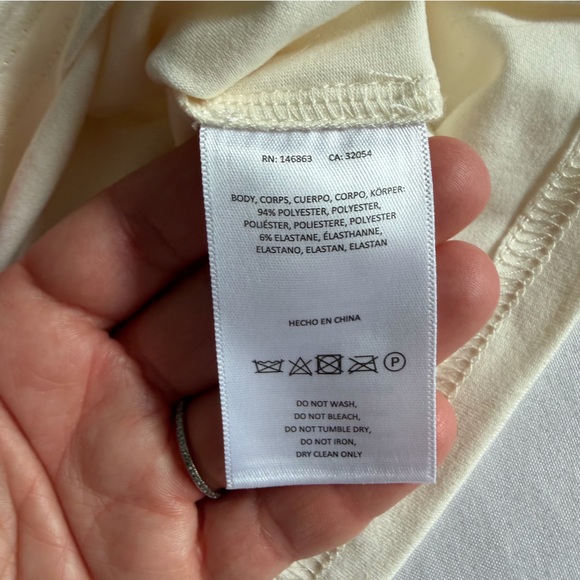 RN: 146863 CA: 32054
BODY, CORPS, CUERPO, CORPO, KÖRPER:
94% POLYESTER, POLYESTER,
POLIÉSTER, POLIESTERE, POLYESTER
6% ELASTANE, ÉLASTHANNE,
ELASTANO, ELASTAN, ELASTAN
HECHO EN CHINA
P
DO NOT WASH,
DO NOT BLEACH,
DO NOT TUMBLE DRY,
DO NOT IRON,
DRY CLEAN ONLY